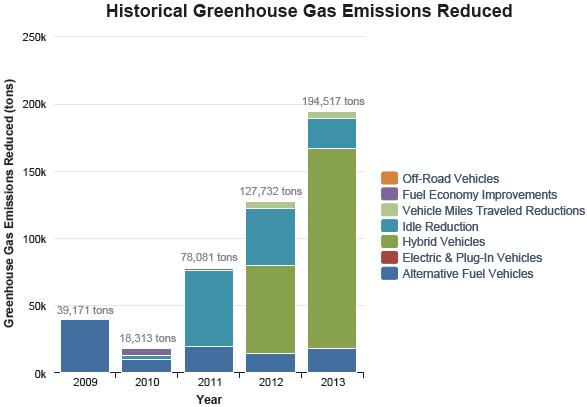 Historical Greenhouse Gas Emissions Reduced
Greenhouse Gas Emissions Reduced (tons)
250k
200k
150k
100k
50k
0k
39,171 tons
18,313 tons
78,081 tons
127,732 tons
194,517 tons
2009
2010
2011
2012
2013
Year
Off-Road Vehicles
Fuel Economy Improvements
Vehicle Miles Traveled Reductions
Idle Reduction
Hybrid Vehicles
Electric & Plug-In Vehicles
Alternative Fuel Vehicles